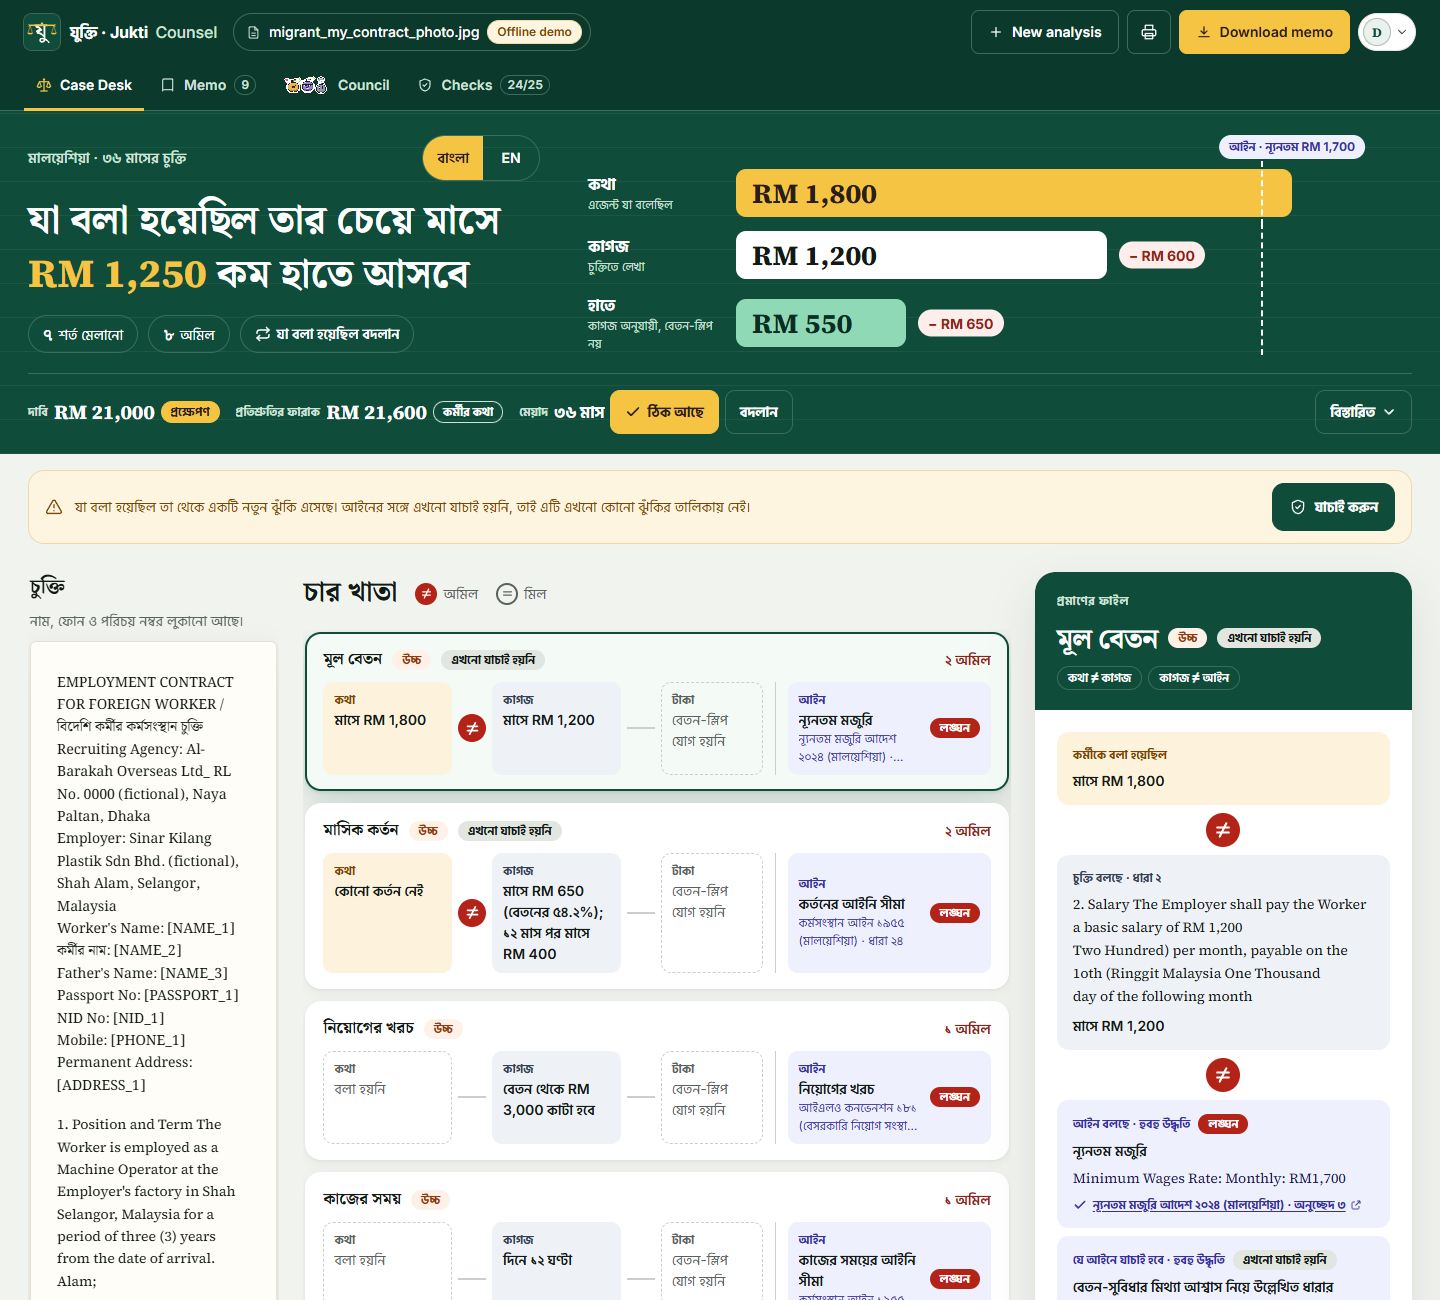 যু যুক্তি · Jukti Counsel
migrant_my_contract_photo.jpg Offline demo
New analysis
Download memo
D
Case Desk
Memo 9
Council
Checks 24/25
মালয়েশিয়া · ৩৬ মাসের চুক্তি
বাংলা EN
যা বলা হয়েছিল তার চেয়ে মাসে
RM 1,250 কম হাতে আসবে
৭ শর্ত মেলানো
৮ অমিল
যা বলা হয়েছিল বদলান
আইন · ন্যূনতম RM 1,700
কথা
এজেন্ট যা বলেছিল
RM 1,800
কাগজ
চুক্তিতে লেখা
RM 1,200
– RM 600
হাতে
কাগজ অনুযায়ী, বেতন-স্লিপ
নয়
RM 550
– RM 650
দাবি RM 21,000 প্রক্ষেপণ
প্রতিশ্রুতির ফারাক RM 21,600 কর্মীর কথা
মেয়াদ ৩৬ মাস
ঠিক আছে
বদলান
বিস্তারিত
যা বলা হয়েছিল তা থেকে একটি নতুন ঝুঁকি এসেছে। আইনের সঙ্গে এখনো যাচাই হয়নি, তাই এটি এখনো কোনো ঝুঁকির তালিকায় নেই।
যাচাই করুন
চুক্তি
নাম, ফোন ও পরিচয় নম্বর লুকানো আছে।
EMPLOYMENT CONTRACT
FOR FOREIGN WORKER /
বিদেশি কর্মীর কর্মসংস্থান চুক্তি
Recruiting Agency: Al-
Barakah Overseas Ltd_ RL
No. 0000 (fictional), Naya
Paltan, Dhaka
Employer: Sinar Kilang
Plastik Sdn Bhd. (fictional),
Shah Alam, Selangor,
Malaysia
Worker's Name: [NAME_1]
কর্মীর নাম: [NAME_2]
Father's Name: [NAME_3]
Passport No: [PASSPORT_1]
NID No: [NID_1]
Mobile: [PHONE_1]
Permanent Address:
[ADDRESS_1]
1. Position and Term The
Worker is employed as a
Machine Operator at the
Employer's factory in Shah
Selangor, Malaysia for a
period of three (3) years
from the date of arrival.
Alam;
চার খাতা
≠ অমিল
= মিল
মূল বেতন উচ্চ এখনো যাচাই হয়নি
২ অমিল
কথা
মাসে RM 1,800
≠
কাগজ
মাসে RM 1,200
টাকা
বেতন-স্লিপ
যোগ হয়নি
আইন
ন্যূনতম মজুরি
ন্যূনতম মজুরি আদেশ
২০২৪ (মালয়েশিয়া) ·...
লঙ্ঘন
মাসিক কর্তন উচ্চ এখনো যাচাই হয়নি
২ অমিল
কথা
কোনো কর্তন নেই
≠
কাগজ
মাসে RM 650
(বেতনের ৫৪.২%);
১২ মাস পর মাসে
RM 400
টাকা
বেতন-স্লিপ
যোগ হয়নি
আইন
কর্তনের আইনি সীমা
কর্মসংস্থান আইন ১৯৫৫
(মালয়েশিয়া) · ধারা ২৪
লঙ্ঘন
নিয়োগের খরচ উচ্চ
১ অমিল
কথা
বলা হয়নি
কাগজ
বেতন থেকে RM
3,000 কাটা হবে
টাকা
বেতন-স্লিপ
যোগ হয়নি
আইন
নিয়োগের খরচ
আইএলও কনভেনশন ১৮১
(বেসরকারি নিয়োগ সংস্থা...
লঙ্ঘন
কাজের সময় উচ্চ
১ অমিল
কথা
বলা হয়নি
কাগজ
দিনে ১২ ঘণ্টা
টাকা
বেতন-স্লিপ
যোগ হয়নি
আইন
কাজের সময়ের আইনি
সীমা
কর্মসংস্থান আইন ১৯৫৫
লঙ্ঘন
প্রমাণের ফাইল
মূল বেতন উচ্চ এখনো যাচাই হয়নি
কথা ≠ কাগজ
কাগজ ≠ আইন
কর্মীকে বলা হয়েছিল
মাসে RM 1,800
≠
চুক্তি বলছে · ধারা ২
2. Salary The Employer shall pay the Worker
a basic salary of RM 1,200
Two Hundred) per month, payable on the
1oth (Ringgit Malaysia One Thousand
day of the following month
মাসে RM 1,200
≠
আইন বলছে · হুবহু উদ্ধৃতি লঙ্ঘন
ন্যূনতম মজুরি
Minimum Wages Rate: Monthly: RM1,700
ন্যূনতম মজুরি আদেশ ২০২৪ (মালয়েশিয়া) · অনুচ্ছেদ ৩
যে আইনে যাচাই হবে · হুবহু উদ্ধৃতি এখনো যাচাই হয়নি
বেতন-সুবিধার মিথ্যা আশ্বাস নিয়ে উল্লেখিত ধারার